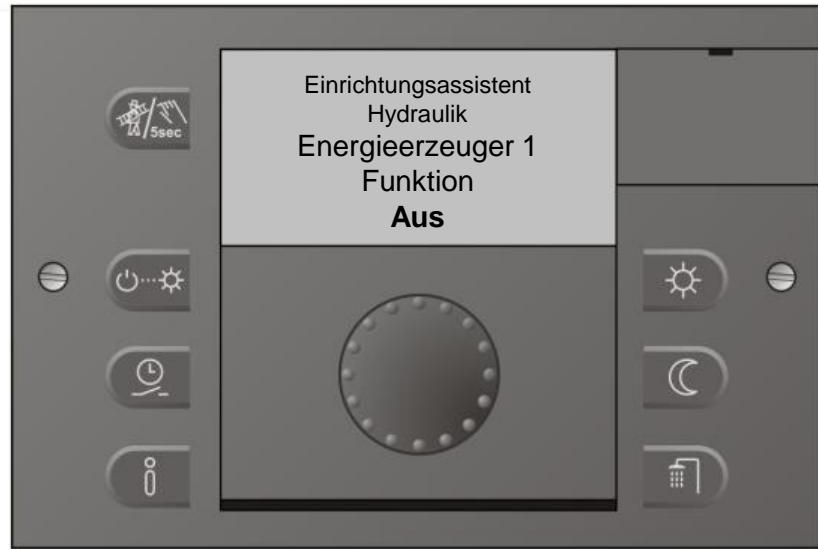 Einrichtungsassistent
Hydraulik
Energieerzeuger 1
Funktion
Aus
5sec